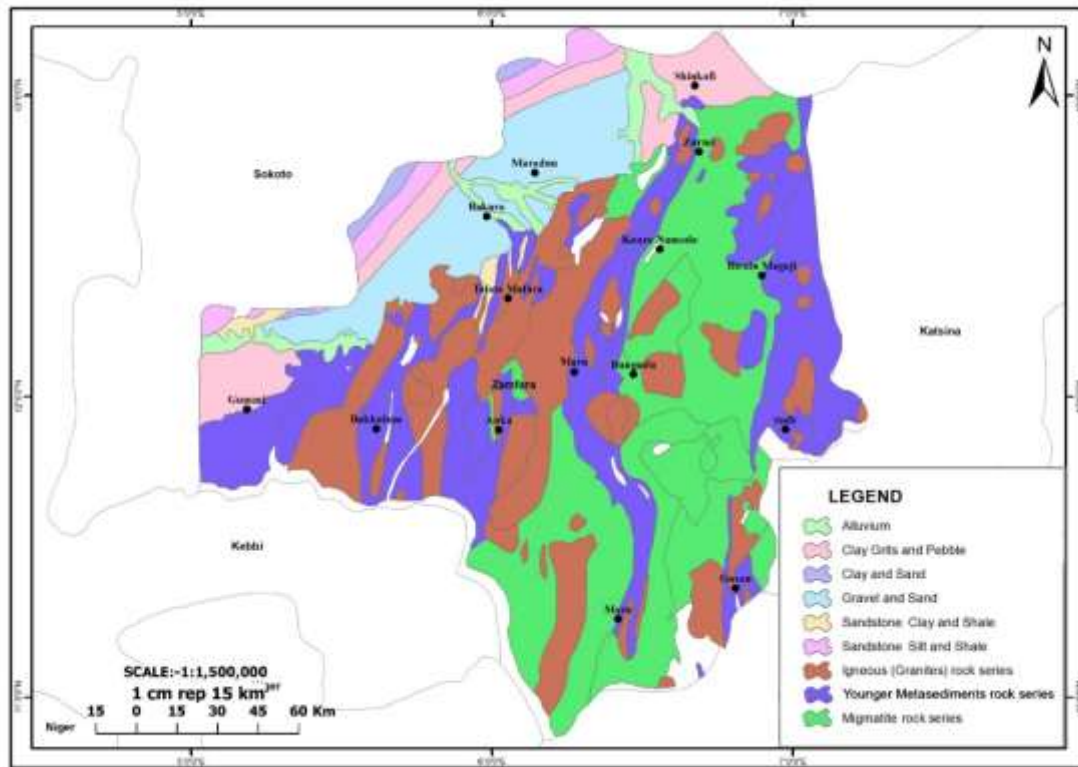 N
Shinkafi
Zurmi
Sokoto
Maradun
Bakura
Kaura Namoda
Birnin Magaji
Talata Mafara
Katsina
Maru
Bungudu
Zamfara
Gummi
Bukkuyum
Anka
LEGEND
Alluvium
Clay Grits and Pebble
Clay and Sand
Gravel and Sand
Sandstone Clay and Shale
Sandstone Silt and Shale
Igneous (Granites) rock series
Younger Metasediments rock series
Migmatite rock series
Kebbi
Gusau
Maru
SCALE:-1:1,500,000
1 cm rep 15 km
15 0 15 30 45 60 Km
Niger